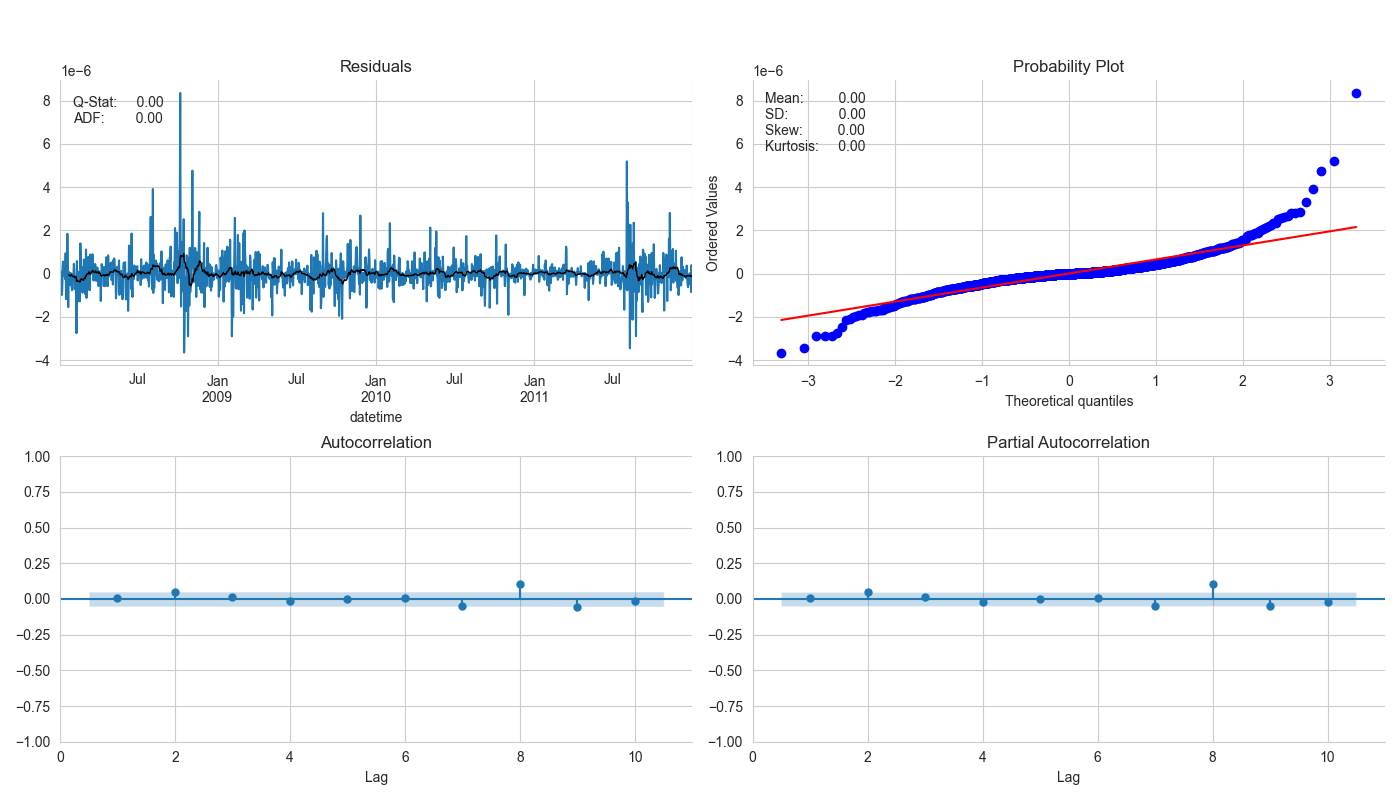 Residuals
1e−6
Q-Stat: 0.00
ADF: 0.00
8
6
4
2
0
−2
−4
Jul
Jan
2009
Jul
Jan
2010
Jul
Jan
2011
Jul
datetime
Probability Plot
1e−6
Mean: 0.00
SD: 0.00
Skew: 0.00
Kurtosis: 0.00
Ordered Values
8
6
4
2
0
−2
−4
−3 −2 −1 0 1 2 3
Theoretical quantiles
Autocorrelation
1.00
0.75
0.50
0.25
0.00
−0.25
−0.50
−0.75
−1.00
0 2 4 6 8 10
Lag
Partial Autocorrelation
1.00
0.75
0.50
0.25
0.00
−0.25
−0.50
−0.75
−1.00
0 2 4 6 8 10
Lag